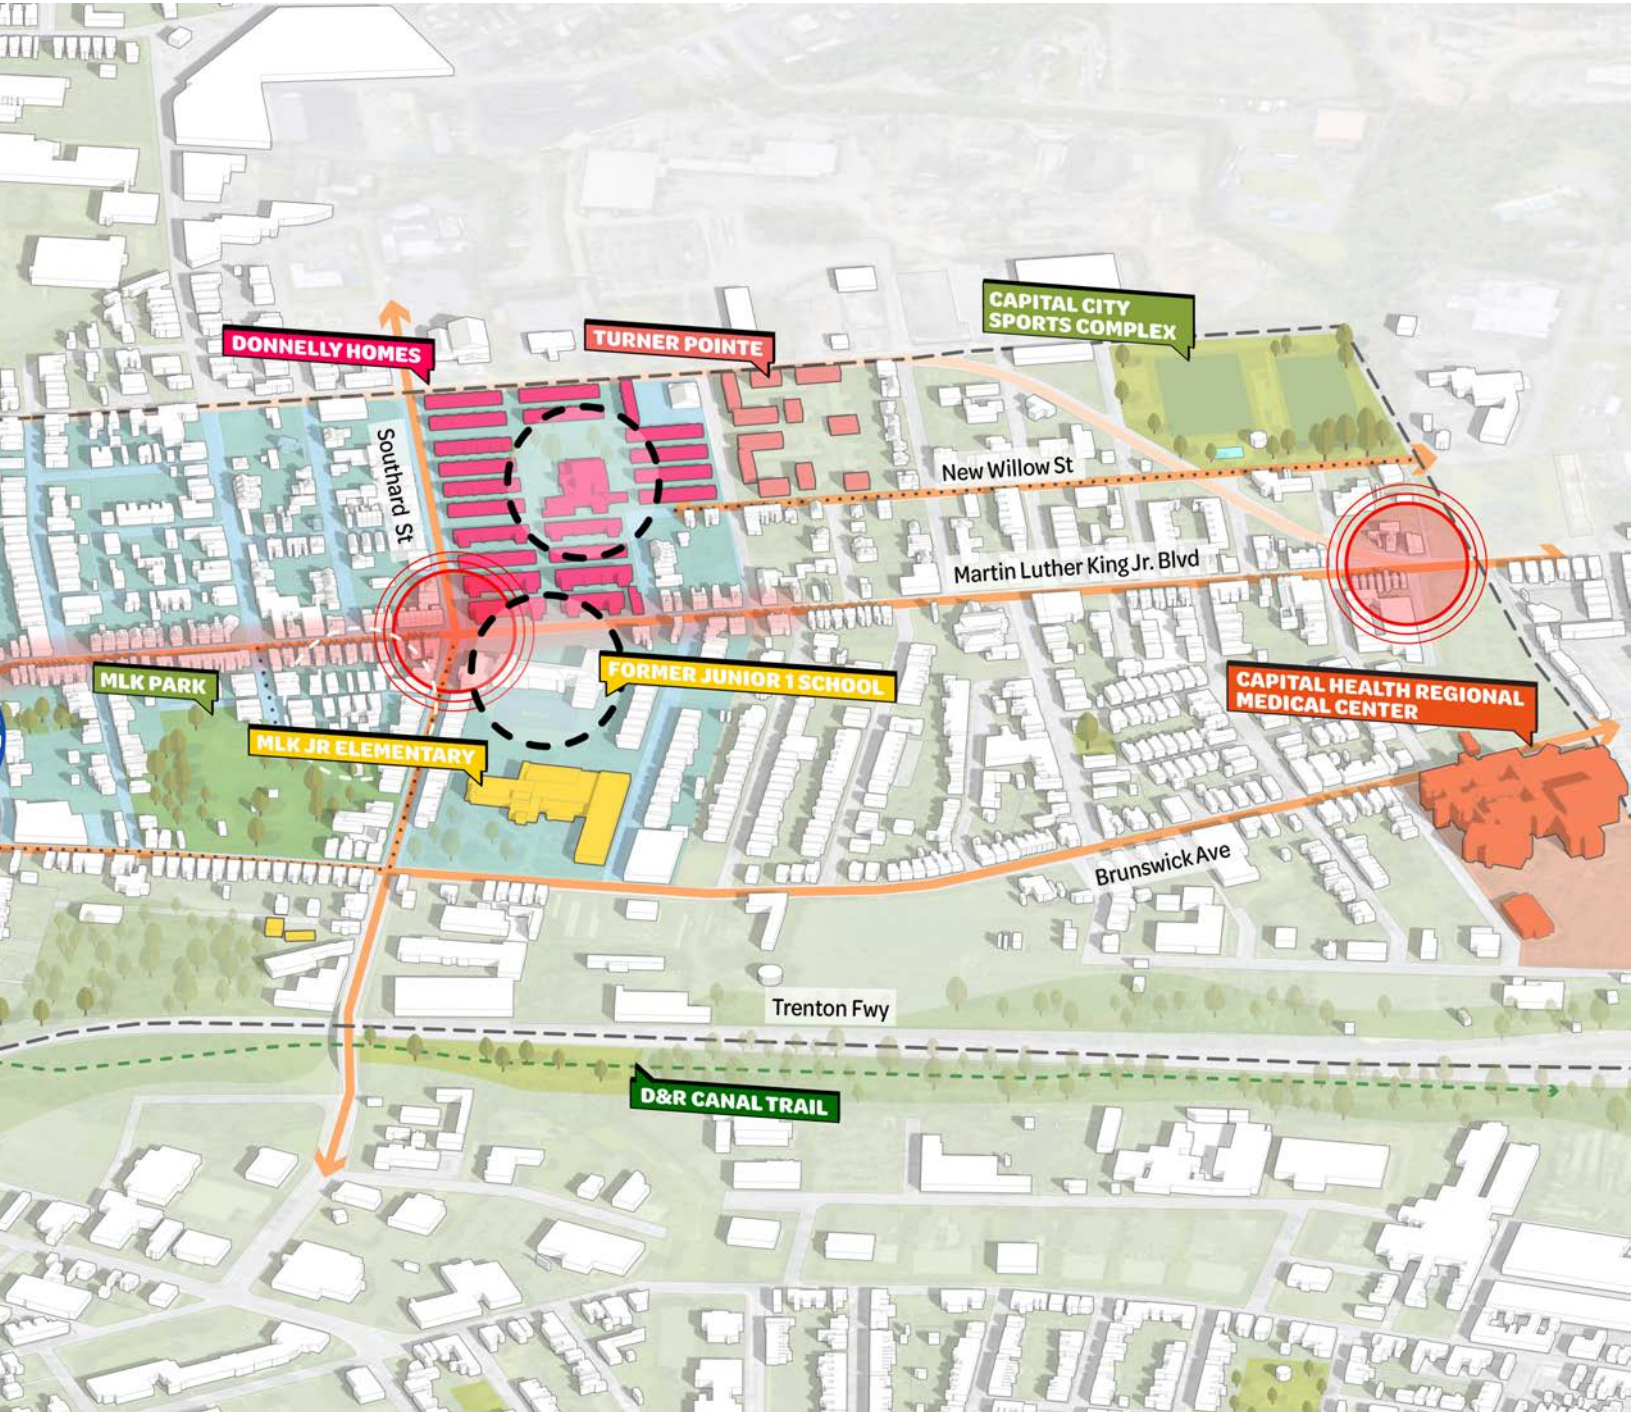 CAPITAL CITY
SPORTS COMPLEX
DONNELLY HOMES
TURNER POINTE
Southard St
New Willow St
Martin Luther King Jr. Blvd
MLK PARK
FORMER JUNIOR 1 SCHOOL
CAPITAL HEALTH REGIONAL
MEDICAL CENTER
MLK JR ELEMENTARY
Brunswick Ave
Trenton Fwy
D&R CANAL TRAIL